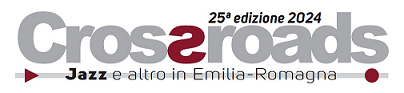 25ª edizione 2024
Crossroads
Jazz e altro in Emilia-Romagna